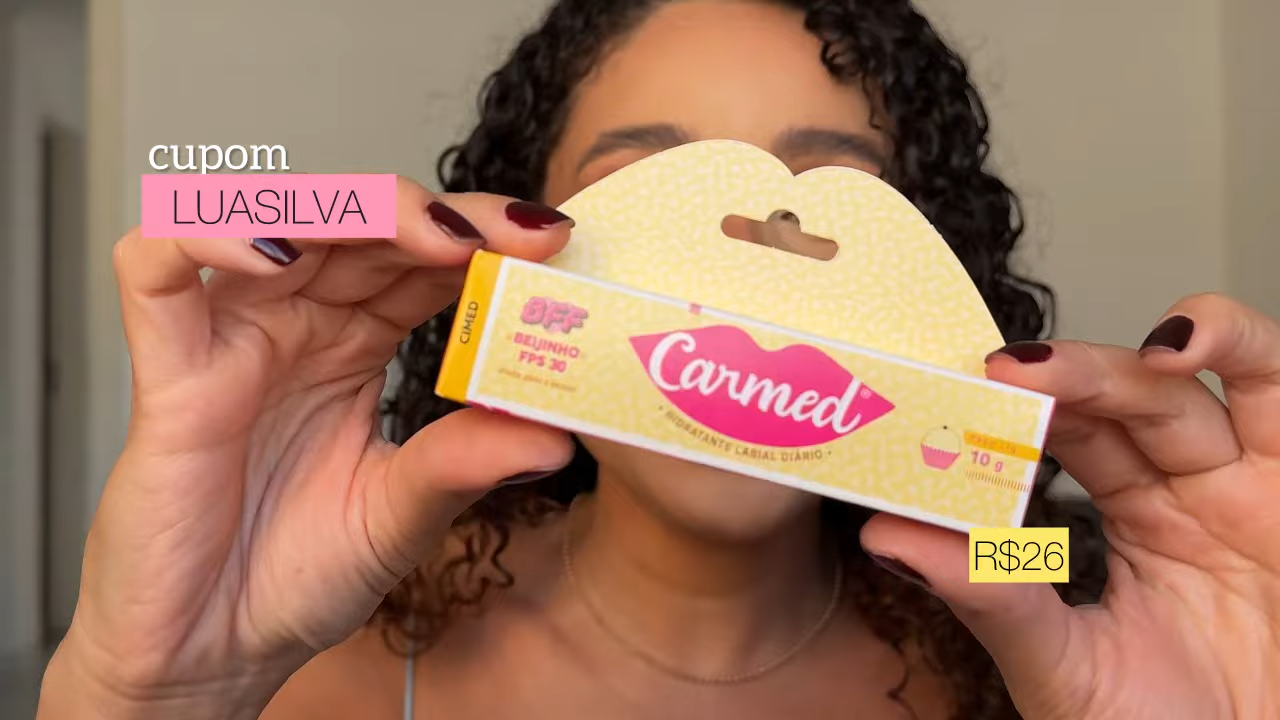 cupom
LUASILVA
CIMED
BFF
BEIJINHO
FPS 30
Carmed®
• HIDRATANTE LABIAL DIÁRIO •
10 g
R$26